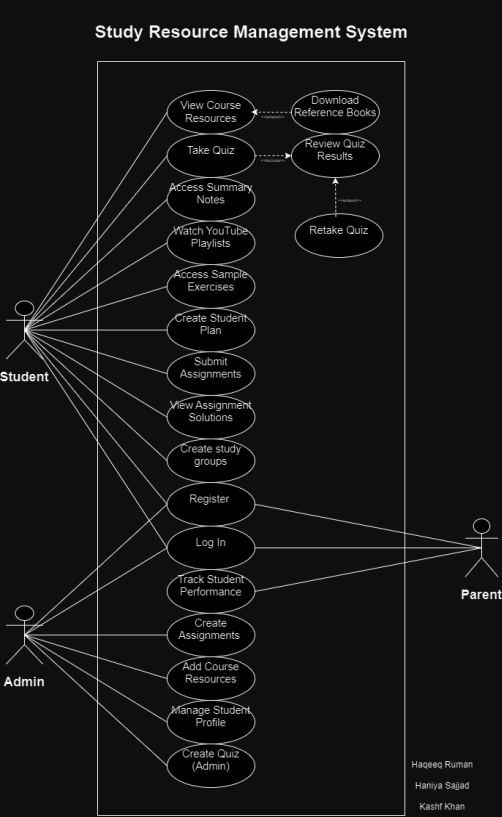 Study Resource Management System
View Course
Resources
Download
Reference Books
<<extend>>
Take Quiz
Review Quiz
Results
Access Summary
Notes
<<extend>>
Retake Quiz
Watch YouTube
Playlists
Access Sample
Exercises
Create Student
Plan
Student
Submit
Assignments
View Assignment
Solutions
Create study
groups
Register
Log In
Track Student
Performance
Parent
Create
Assignments
Admin
Add Course
Resources
Manage Student
Profile
Create Quiz
(Admin)
Haqeeq Ruman
Haniya Sajjad
Kashf Khan